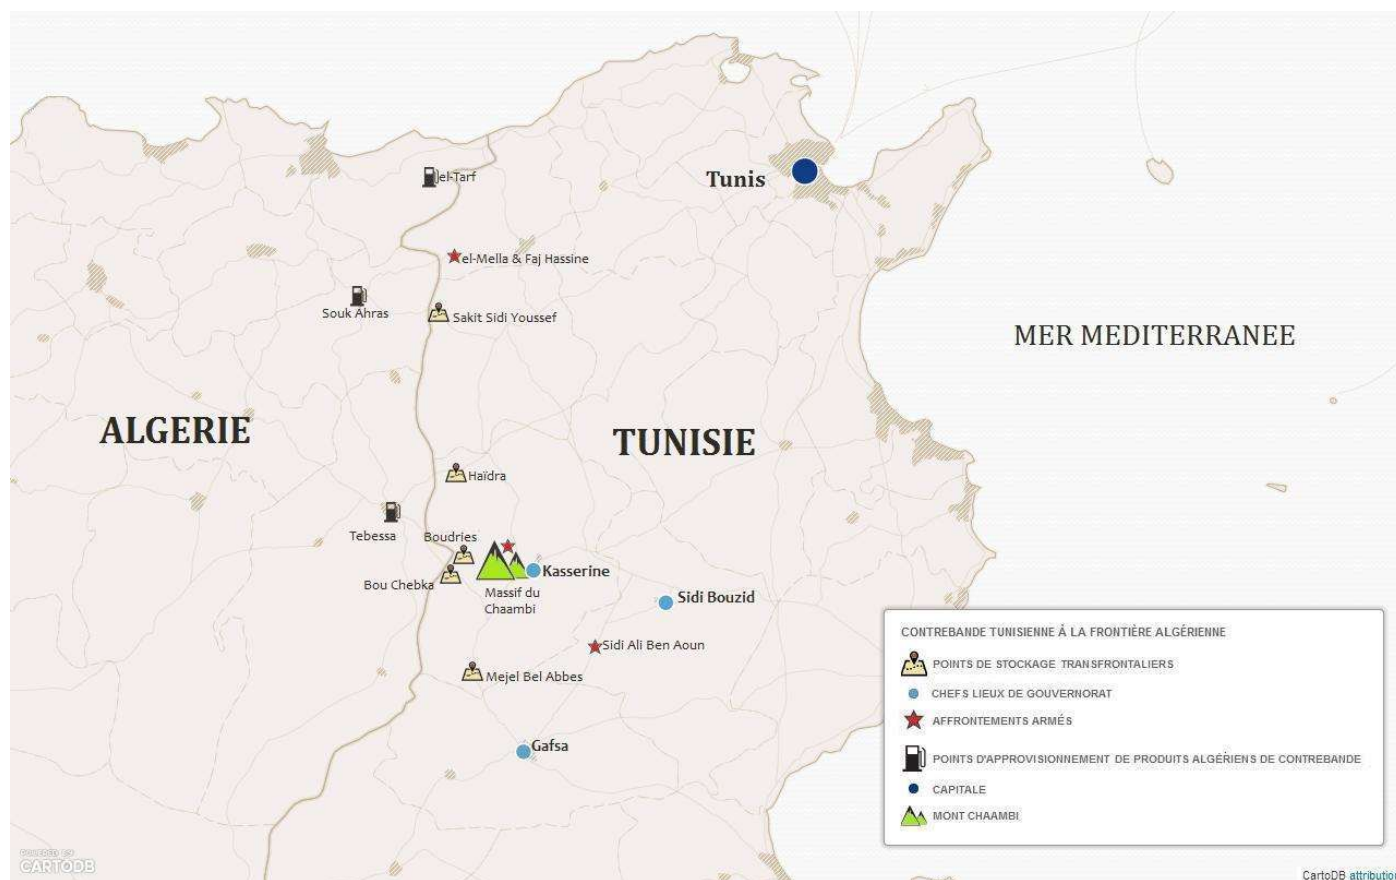 el-Tarf
Tunis
el-Mella & Faj Hassine
Souk Ahras
Sakit Sidi Youssef
MER MEDITERRANEE
ALGERIE
TUNISIE
Haïdra
Tebessa
Boudries
Bou Chebka
Kasserine
Massif du
Chaambi
Sidi Bouzid
Sidi Ali Ben Aoun
Mejel Bel Abbes
Gafsa
CONTREBANDE TUNISIENNE Á LA FRONTIÈRE ALGÉRIENNE
POINTS DE STOCKAGE TRANSFRONTALIERS
CHEFS LIEUX DE GOUVERNORAT
AFFRONTEMENTS ARMÉS
POINTS D'APPROVISIONNEMENT DE PRODUITS ALGÉRIENS DE CONTREBANDE
CAPITALE
MONT CHAAMBI
POWERED BY
CARTODB
CartoDB attribution